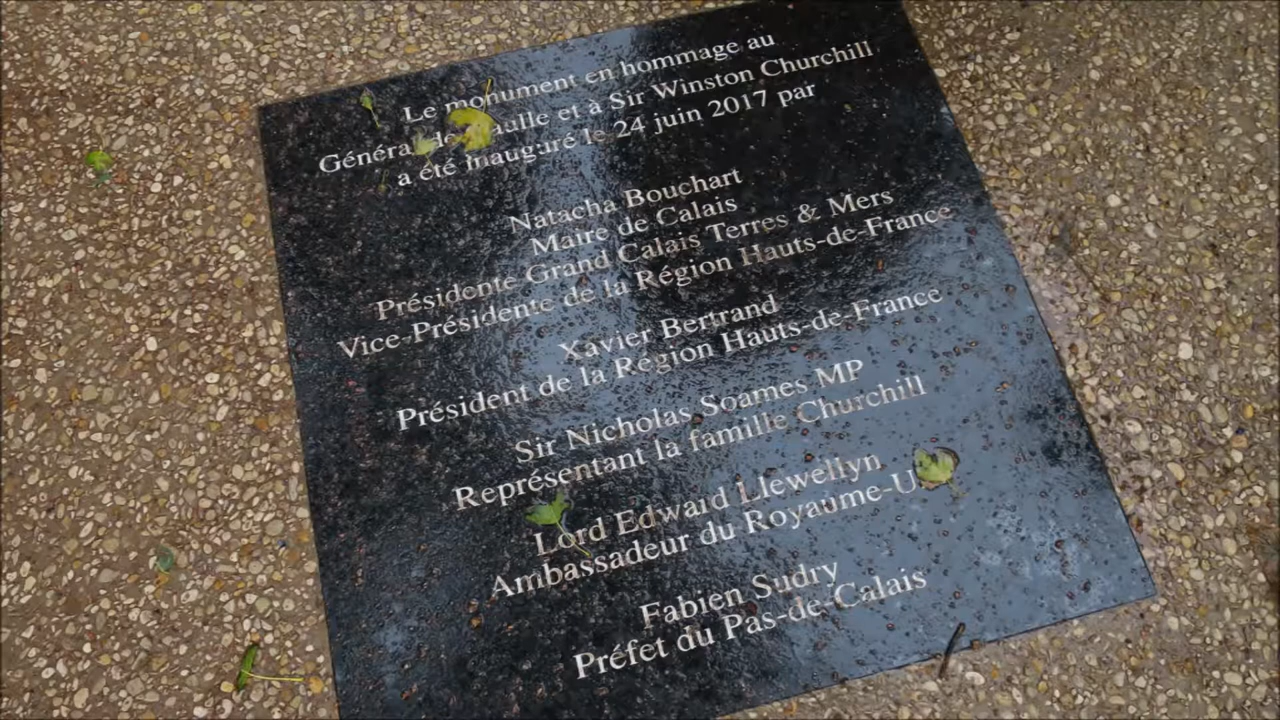 Le monument en hommage au
Général de Gaulle et à Sir Winston Churchill
a été inauguré le 24 juin 2017 par
Natacha Bouchart
Maire de Calais
Présidente Grand Calais Terres & Mers
Vice-Présidente de la Région Hauts-de-France
Xavier Bertrand
Président de la Région Hauts-de-France
Sir Nicholas Soames MP
Représentant la famille Churchill
Lord Edward Llewellyn
Ambassadeur du Royaume-U
Fabien Sudry
Préfet du Pas-de-Calais